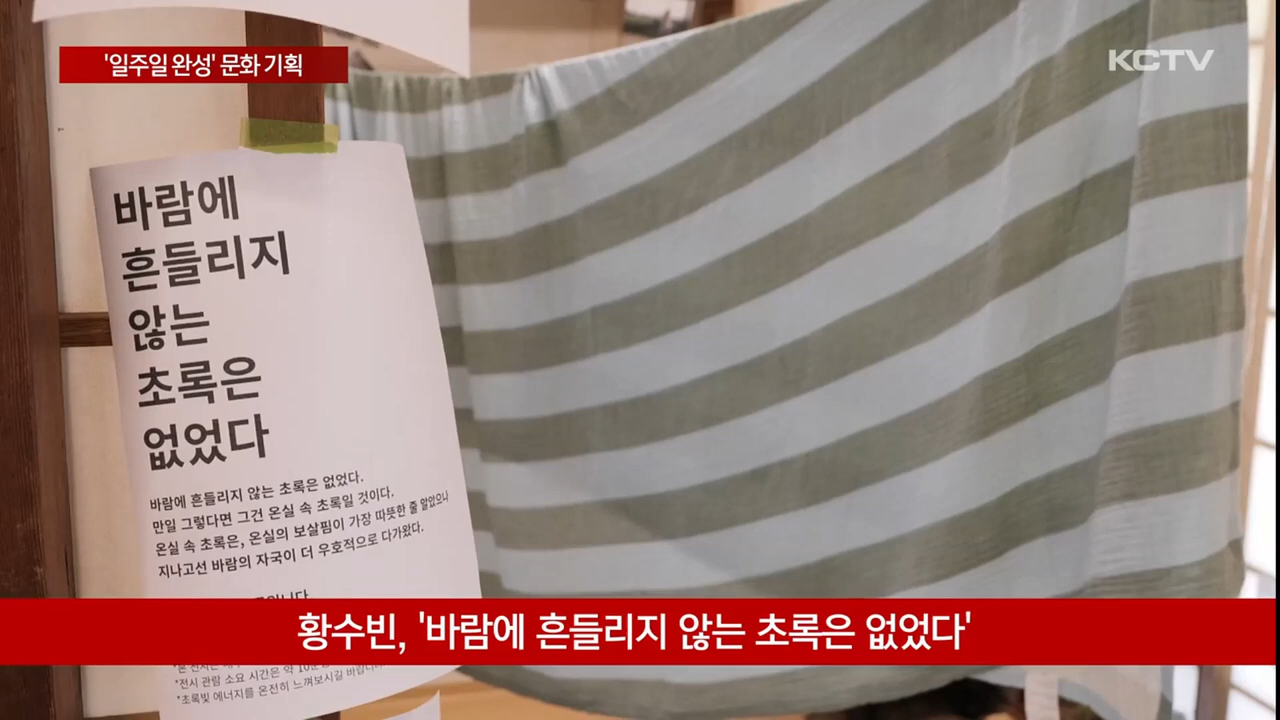 '일주일 완성' 문화 기획
KCTV
바람에
흔들리지
않는
초록은
없었다
바람에 흔들리지 않는 초록은 없었다.
만일 그렇다면 그건 온실 속 초록일 것이다.
온실 속 초록은, 온실의 보살핌이 가장 따뜻한 줄 알았으나
지나고선 바람의 자국이 더 우호적으로 다가왔다.
황수빈, '바람에 흔들리지 않는 초록은 없었다'
*전시 관람 소요 시간은 약 10분
*초록빛 에너지를 온전히 느껴보시길 바랍니다